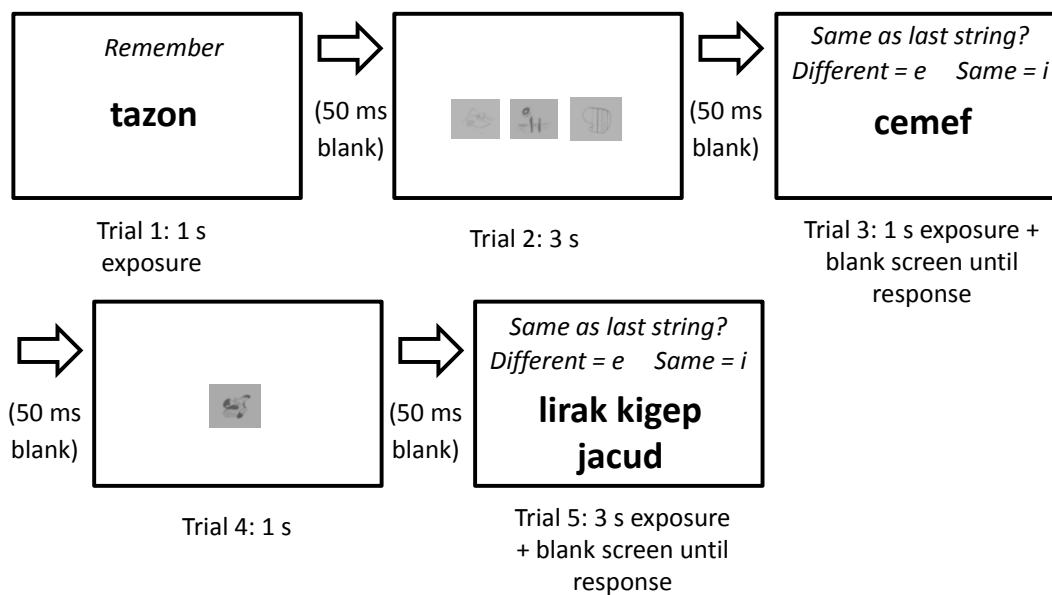 Remember
tazon
(50 ms
blank)
(50 ms
blank)
Same as last string?
Different = e Same = i
cemef
Trial 1: 1 s
exposure
Trial 2: 3 s
Trial 3: 1 s exposure +
blank screen until
response
(50 ms
blank)
(50 ms
blank)
Same as last string?
Different = e Same = i
lirak kigep
jacud
Trial 4: 1 s
Trial 5: 3 s exposure
+ blank screen until
response